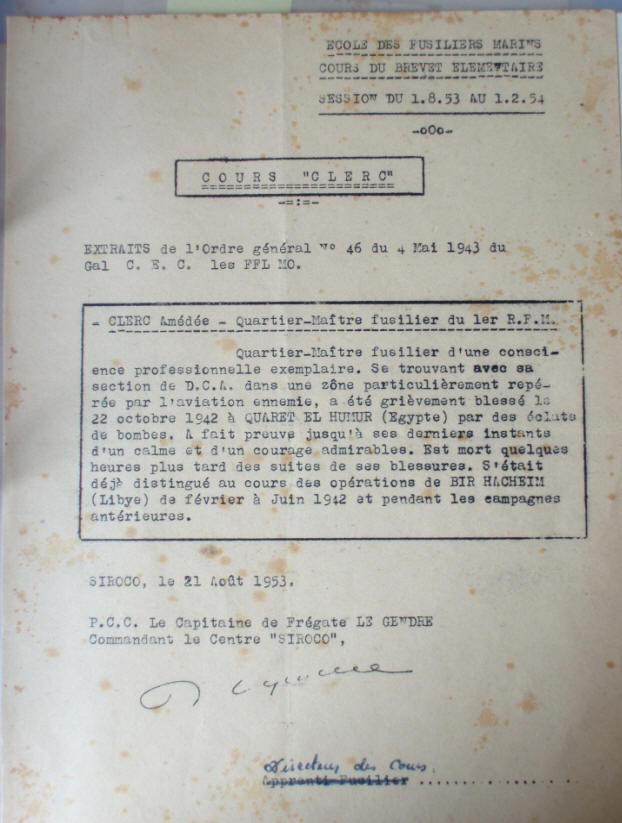 ECOLE DES FUSILIERS MARINS
COURS DU BREVET ELEMENTAIRE
SESSION DU 1.8.53 AU 1.2.54
-oOo-
COURS "CLERC"
-=:=-
EXTRAITS de l'Ordre général N° 46 du 4 Mai 1943 du
Gal C. E. C. les FFL MO.
- CLERC Amédée - Quartier-Maître fusilier du 1er R.F.M.
Quartier-Maître fusilier d'une consci-
ence professionnelle exemplaire. Se trouvant avec sa
section de D.C.A. dans une zône particulièrement repé-
rée par l'aviation ennemie, a été grièvement blessé le
22 octobre 1942 à QUARET EL HUMUR (Egypte) par des éclats
de bombes. A fait preuve jusqu'à ses derniers instants
d'un calme et d'un courage admirables. Est mort quelques
heures plus tard des suites de ses blessures. S'était
déjà distingué au cours des opérations de BIR HACHEIM
(Libye) de février à Juin 1942 et pendant les campagnes
antérieures.
SIROCO, le 21 Août 1953.
P.C.C. Le Capitaine de Frégate LE GENDRE
Commandant le Centre "SIROCO",
Directeur des Cours.
Apprenti Fusilier ..................